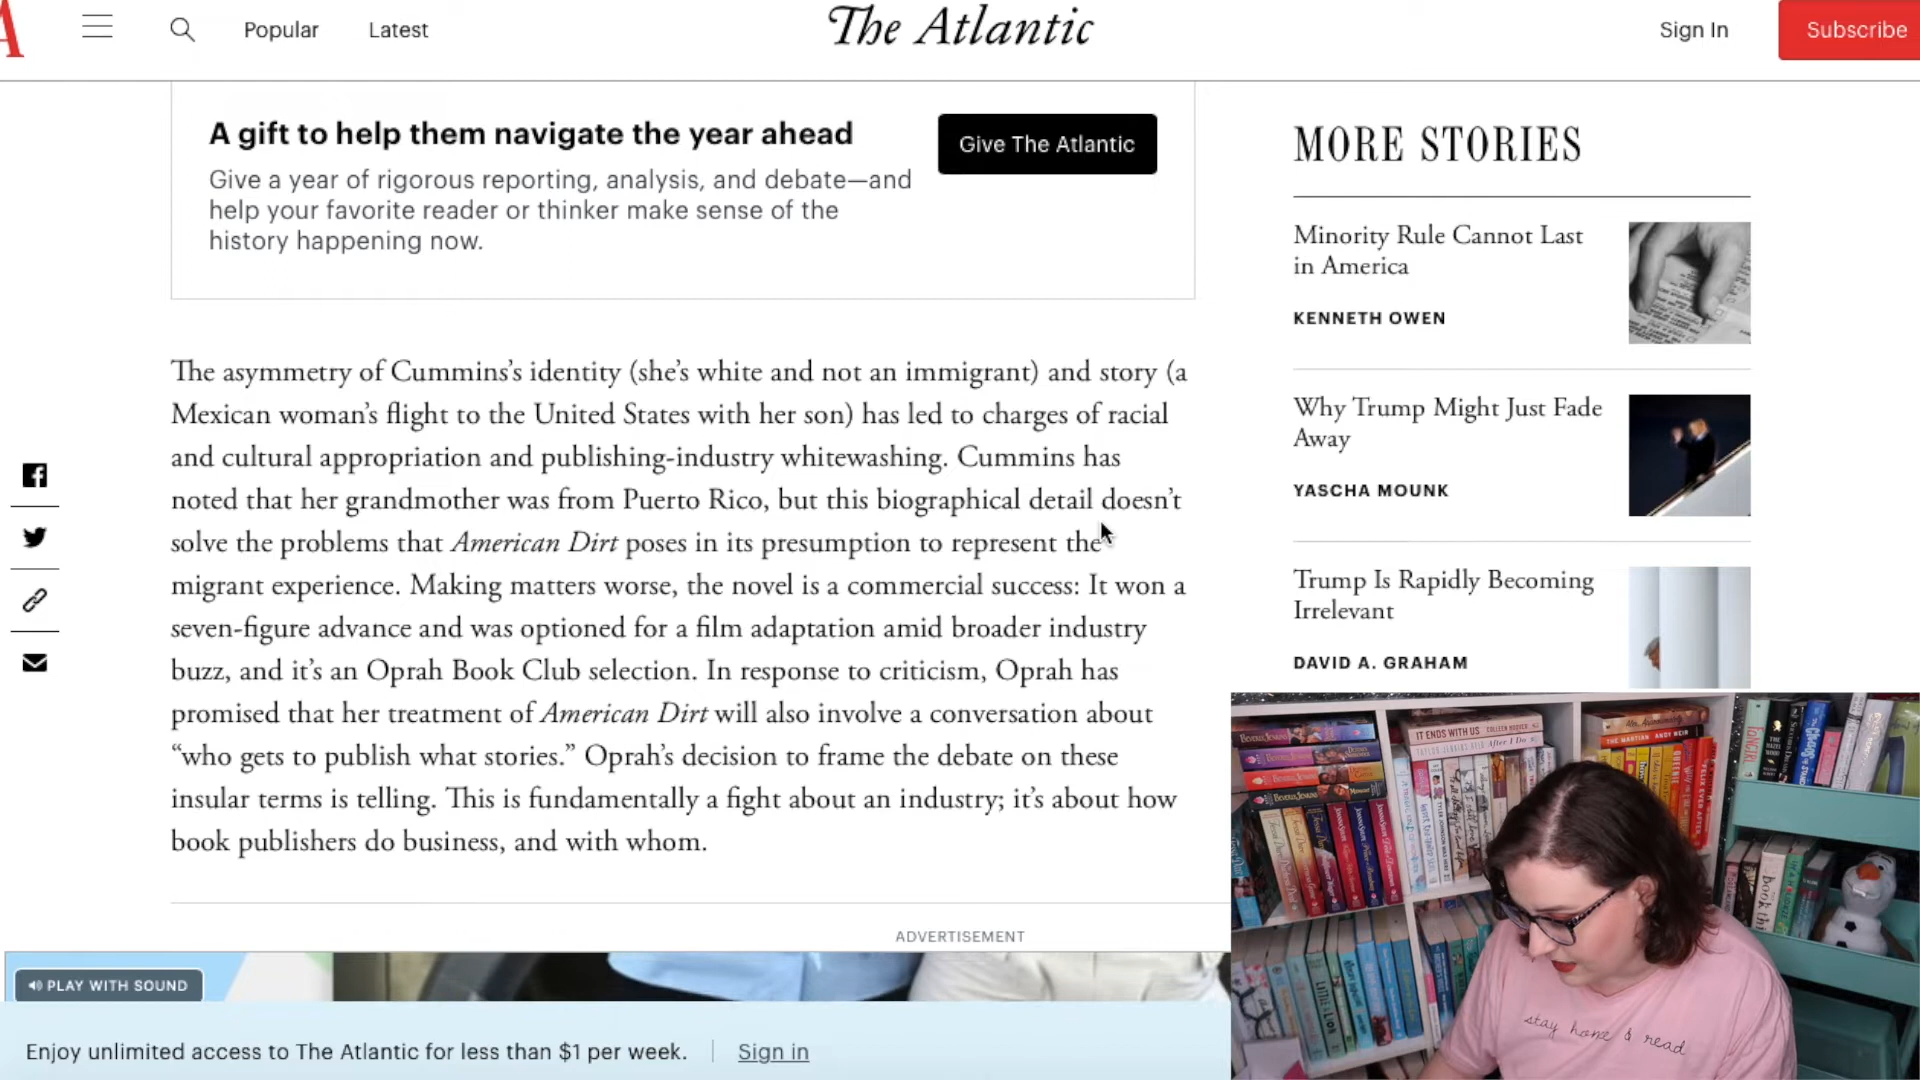 Popular
Latest
The Atlantic
Sign In
Subscribe
A gift to help them navigate the year ahead
Give a year of rigorous reporting, analysis, and debate—and
help your favorite reader or thinker make sense of the
history happening now.
Give The Atlantic
The asymmetry of Cummins’s identity (she’s white and not an immigrant) and story (a
Mexican woman’s flight to the United States with her son) has led to charges of racial
and cultural appropriation and publishing-industry whitewashing. Cummins has
noted that her grandmother was from Puerto Rico, but this biographical detail doesn’t
solve the problems that American Dirt poses in its presumption to represent the
migrant experience. Making matters worse, the novel is a commercial success: It won a
seven-figure advance and was optioned for a film adaptation amid broader industry
buzz, and it’s an Oprah Book Club selection. In response to criticism, Oprah has
promised that her treatment of American Dirt will also involve a conversation about
“who gets to publish what stories.” Oprah’s decision to frame the debate on these
insular terms is telling. This is fundamentally a fight about an industry; it’s about how
book publishers do business, and with whom.
MORE STORIES
Minority Rule Cannot Last
in America
KENNETH OWEN
Why Trump Might Just Fade
Away
YASCHA MOUNK
Trump Is Rapidly Becoming
Irrelevant
DAVID A. GRAHAM
ADVERTISEMENT
PLAY WITH SOUND
Enjoy unlimited access to The Atlantic for less than $1 per week.
Sign in
IT ENDS WITH US COLLEEN HOOVER
TAYLOR JENKINS REID After I Do
THE MARTIAN ANDY WEIR
stay home & read